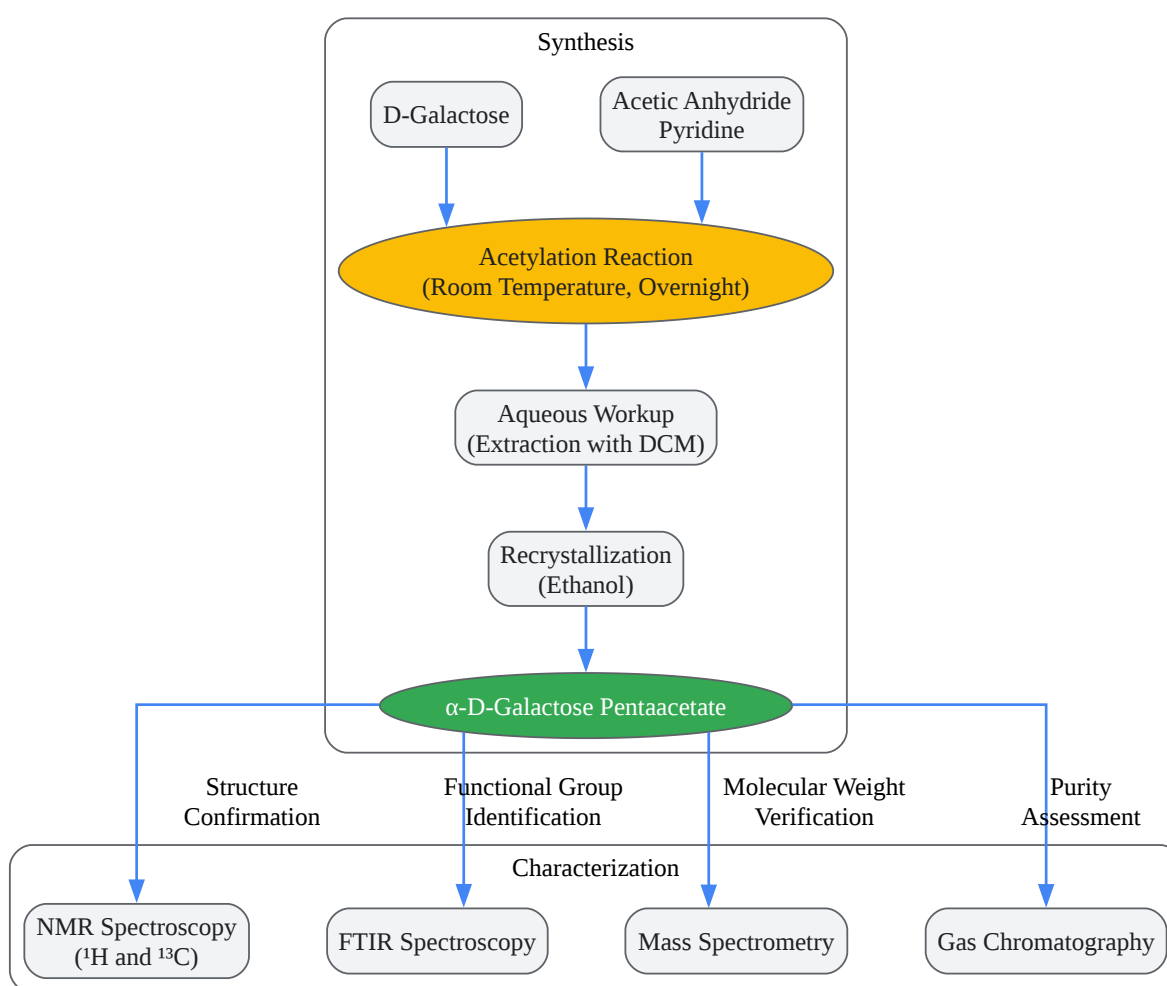 Synthesis
D-Galactose
Acetic Anhydride
Pyridine
Acetylation Reaction
(Room Temperature, Overnight)
Aqueous Workup
(Extraction with DCM)
Recrystallization
(Ethanol)
α-D-Galactose Pentaacetate
Structure
Confirmation
Functional Group
Identification
Molecular Weight
Verification
Purity
Assessment
Characterization
NMR Spectroscopy
(¹H and ¹³C)
FTIR Spectroscopy
Mass Spectrometry
Gas Chromatography